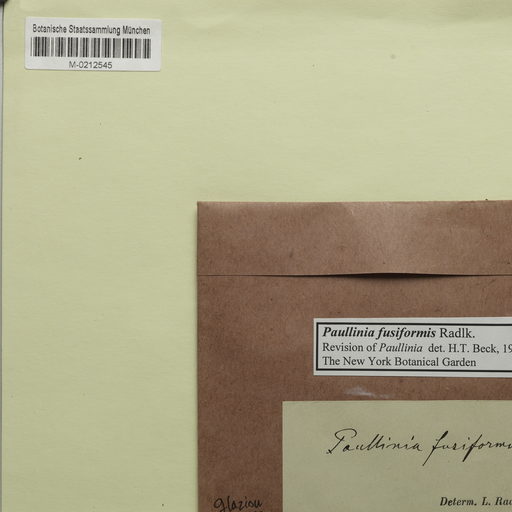 Botanische Staatssammlung München
M-0212545
Paullinia fusiformis Radlk.
Revision of Paullinia det. H.T. Beck, 19
The New York Botanical Garden
Paullinia fusiform
Determ. L. Rad
Glaziou